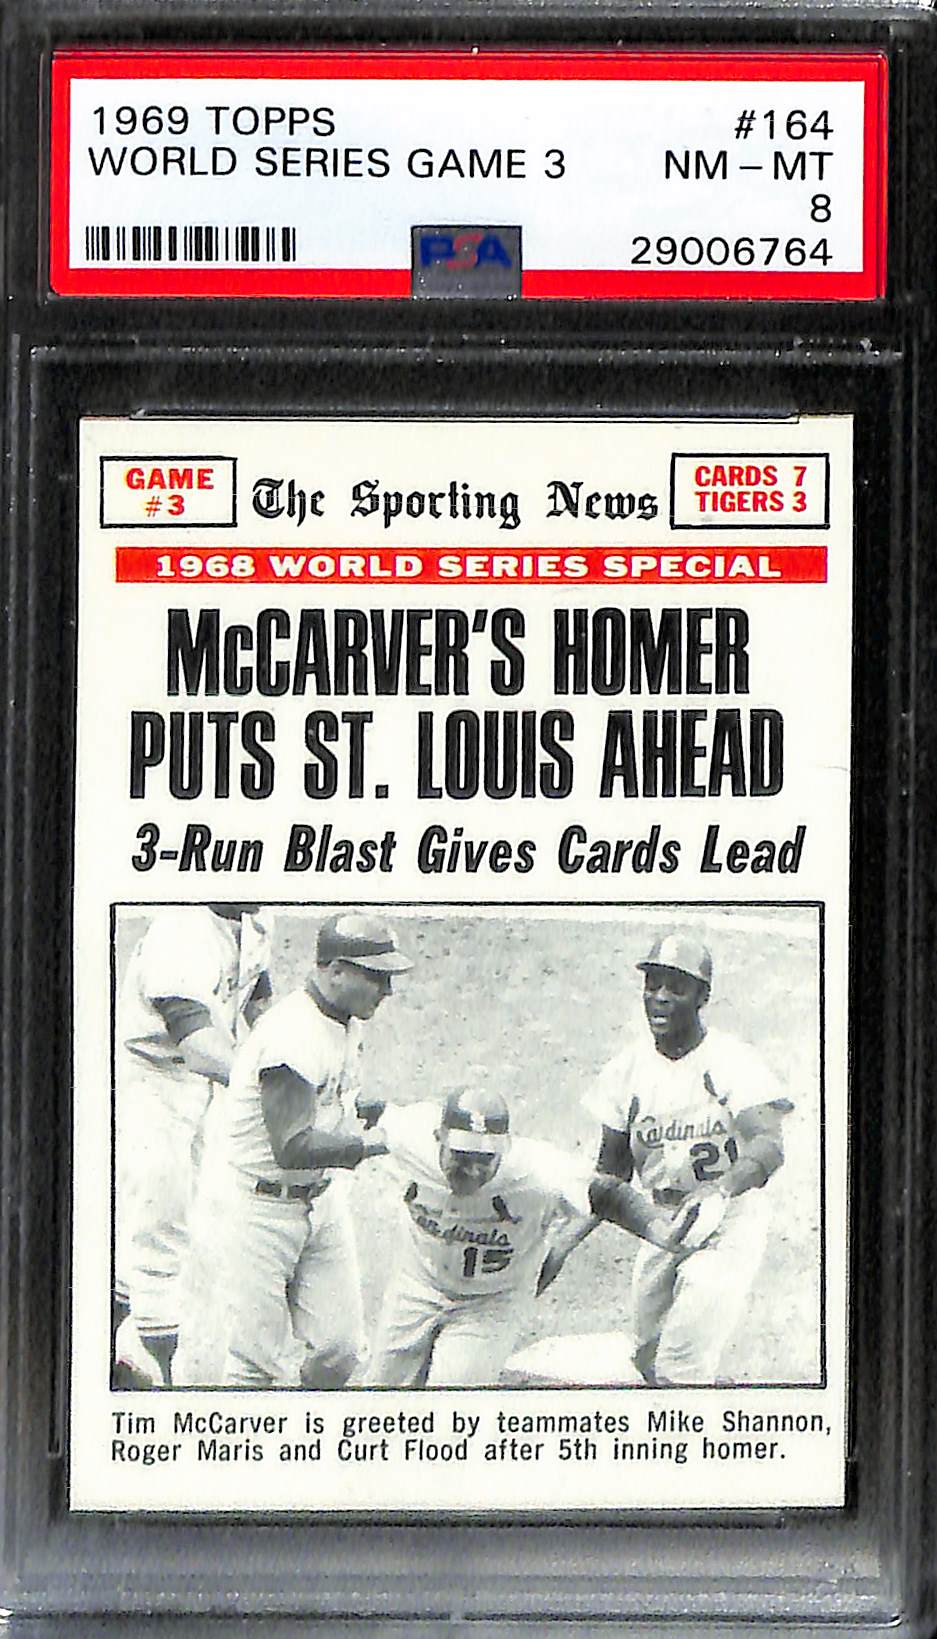 1969 TOPPS #164
WORLD SERIES GAME 3 NM - MT
8
PSA 29006764
GAME
#3
The Sporting News
CARDS 7
TIGERS 3
1968 WORLD SERIES SPECIAL
McCARVER'S HOMER
PUTS ST. LOUIS AHEAD
3-Run Blast Gives Cards Lead
Cardinals
21
Cardinals
15
Tim McCarver is greeted by teammates Mike Shannon,
Roger Maris and Curt Flood after 5th inning homer.